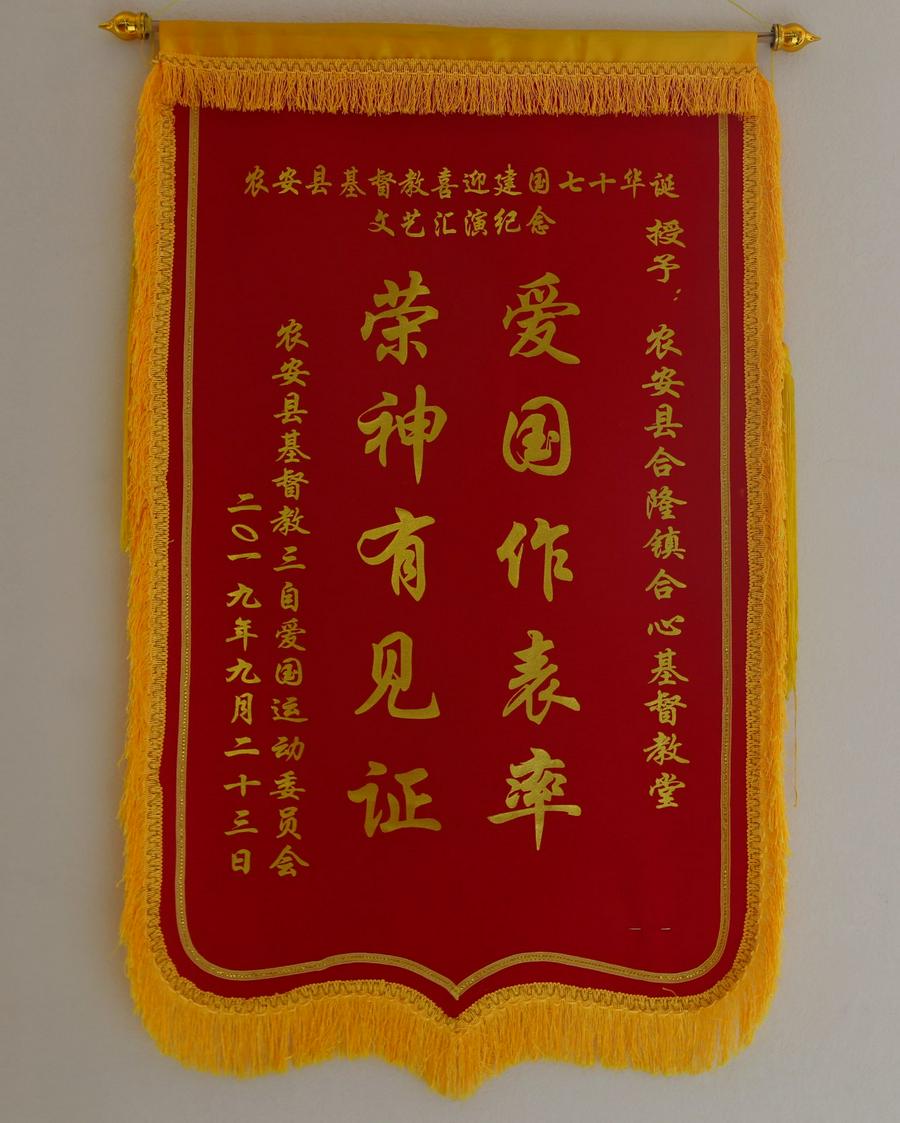 农安县基督教喜迎建国七十华诞
文艺汇演纪念
授予：农安县合隆镇合心基督教堂
爱国作表率
荣神有见证
农安县基督教三自爱国运动委员会
二〇一九年九月二十三日